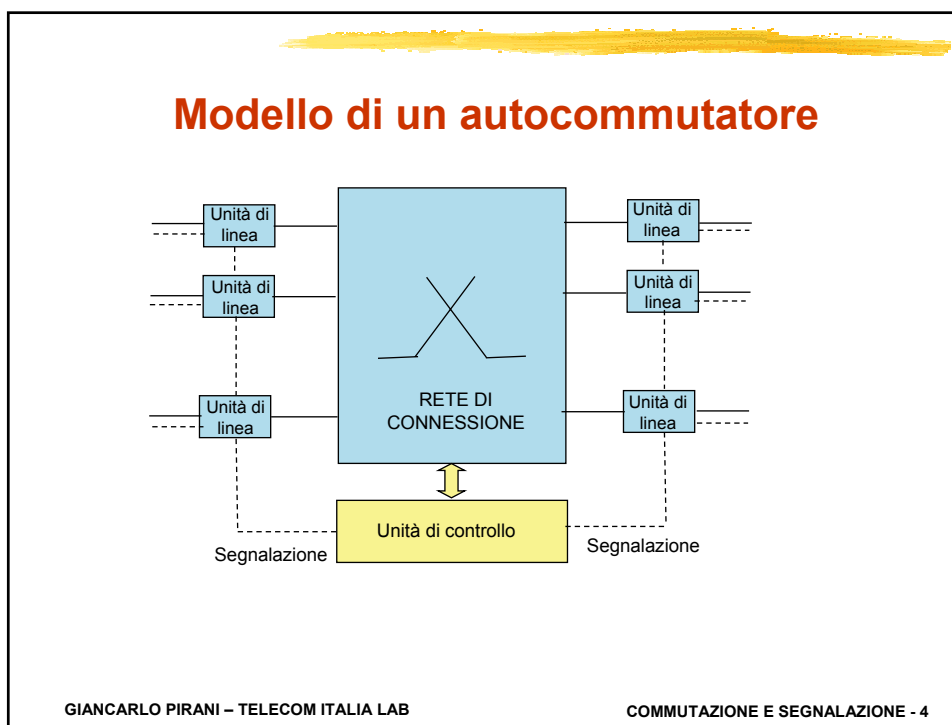 Modello di un autocommutatore
Unità di
linea
Unità di
linea
Unità di
linea
Unità di
linea
Unità di
linea
Unità di
linea
RETE DI
CONNESSIONE
Unità di controllo
Segnalazione
Segnalazione
GIANCARLO PIRANI – TELECOM ITALIA LAB
COMMUTAZIONE E SEGNALAZIONE - 4